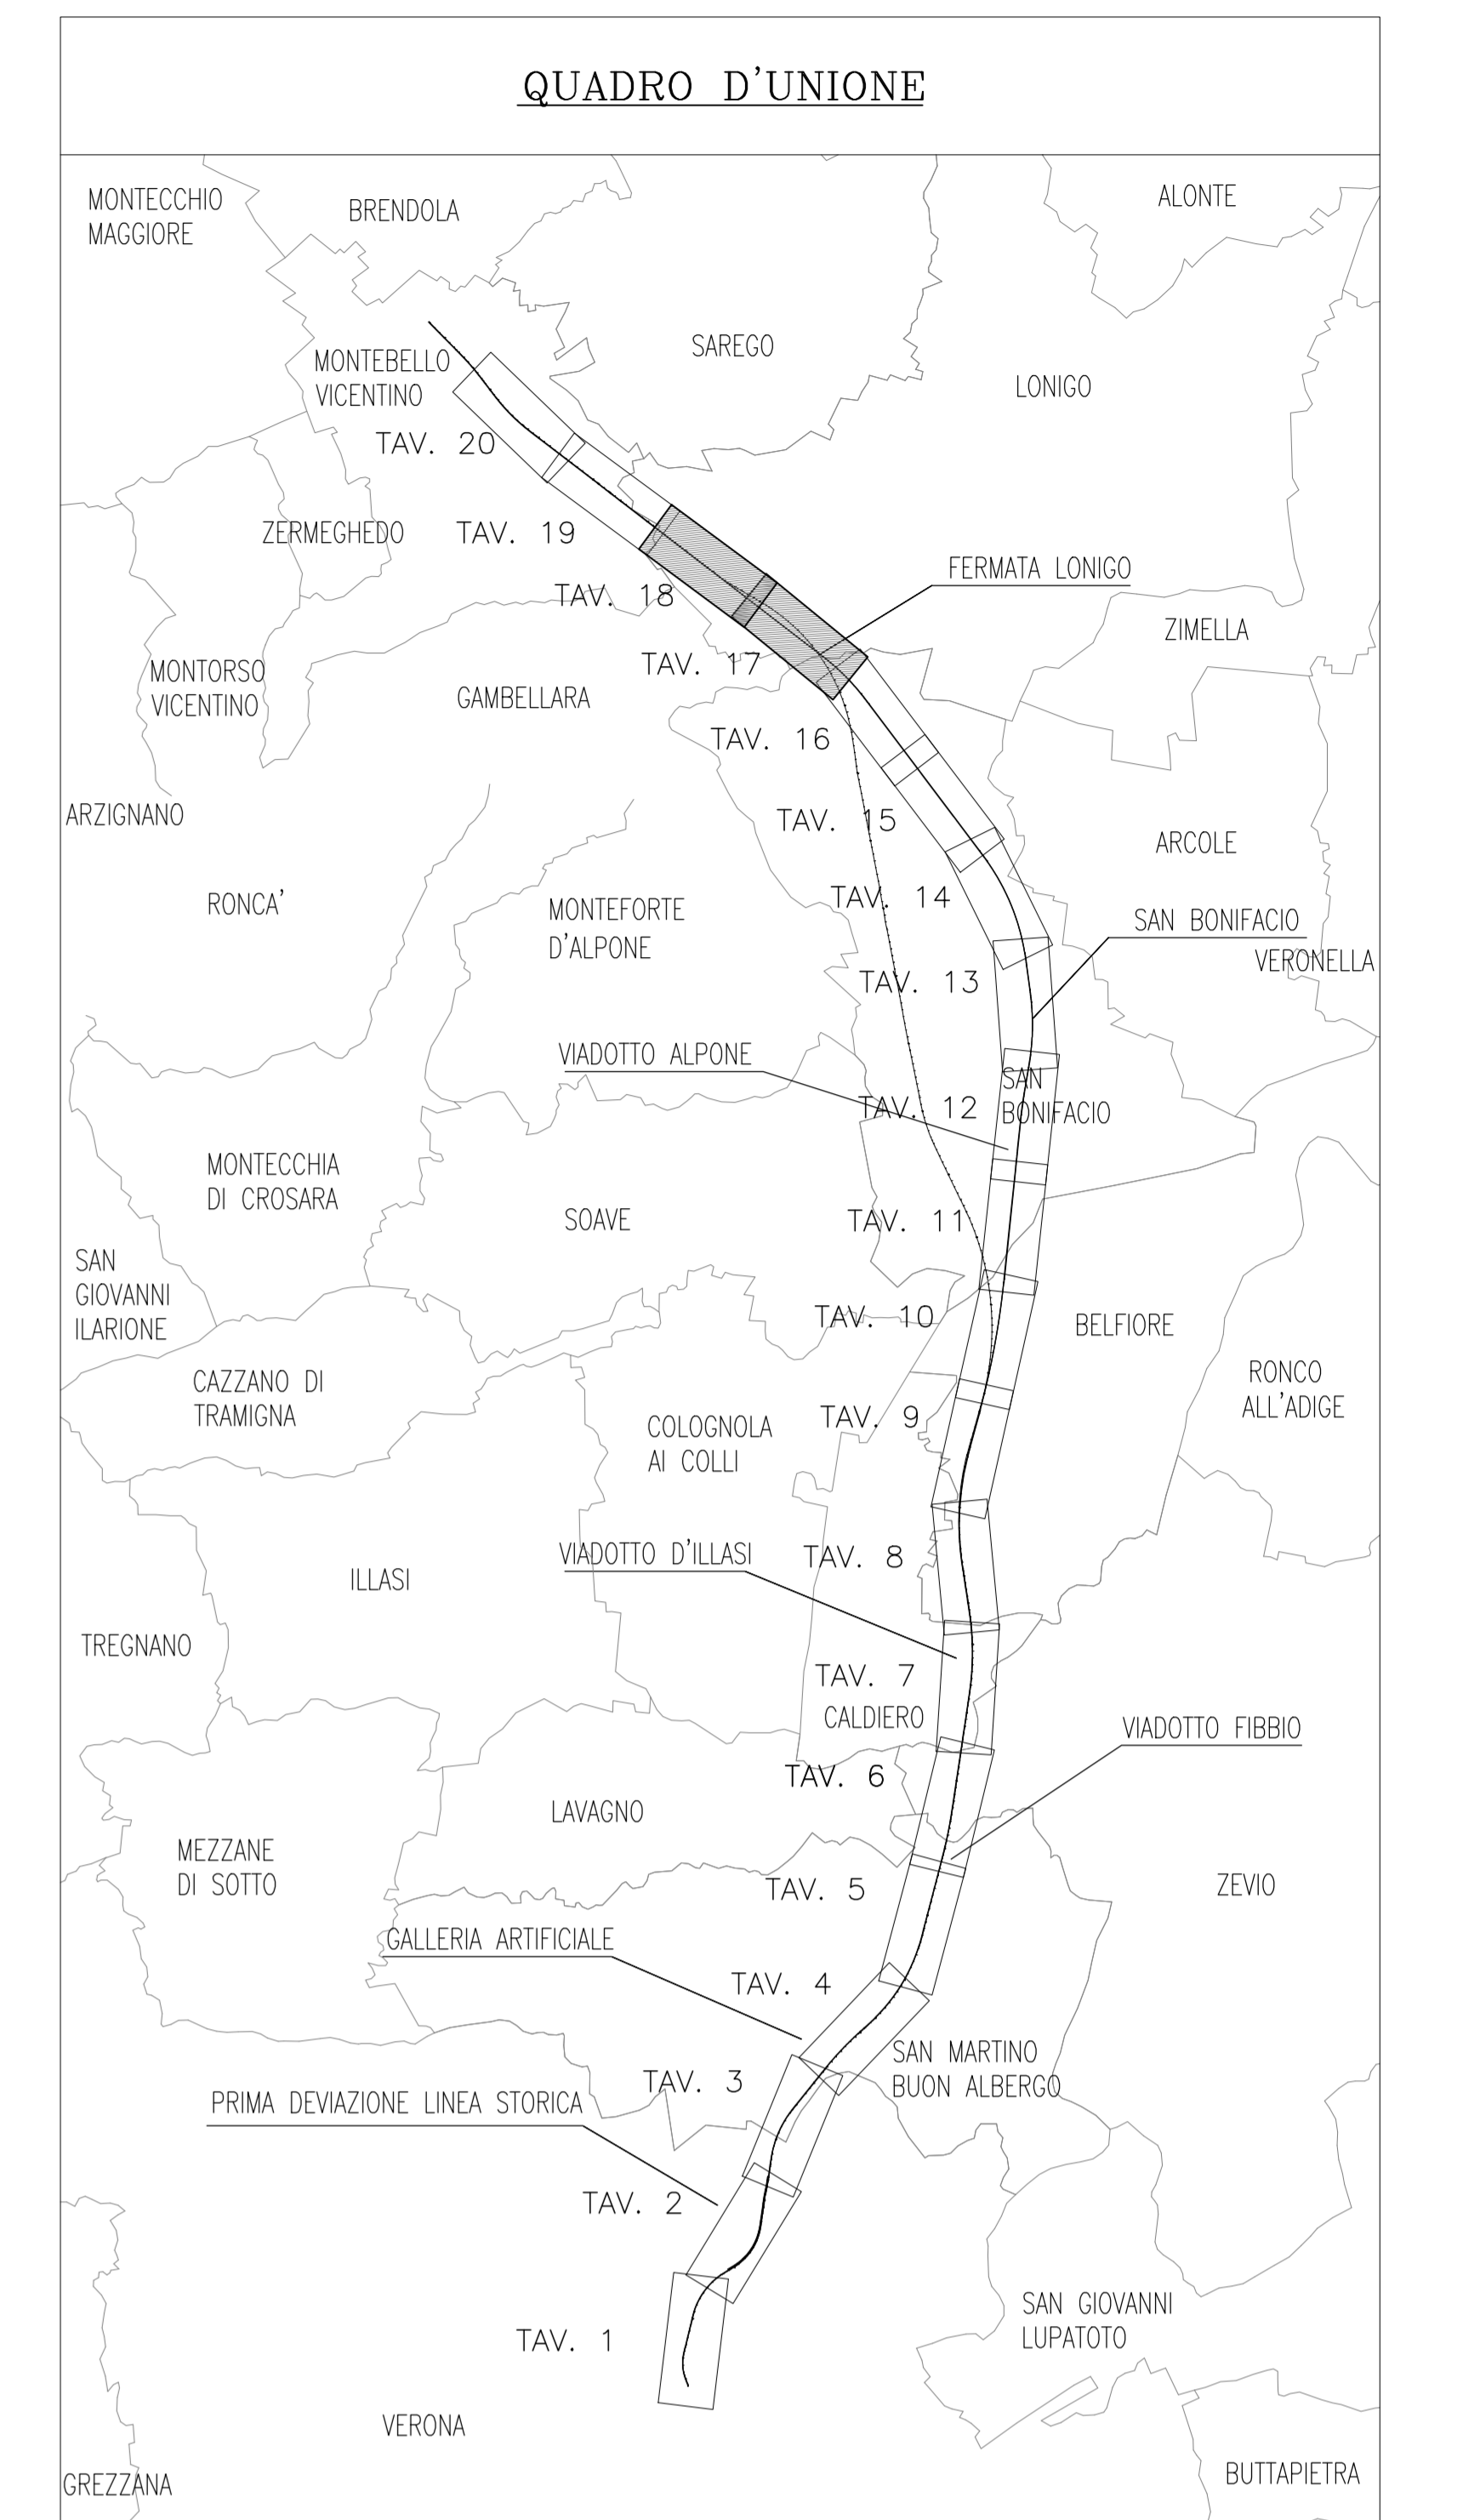 QUADRO D'UNIONE
MONTECCHIO
MAGGIORE
BRENDOLA
ALONTE
SAREGO
MONTEBELLO
VICENTINO
LONIGO
TAV. 20
ZERMEGHEDO
TAV. 19
FERMATA LONIGO
TAV. 18
ZIMELLA
TAV. 17
MONTORSO
VICENTINO
GAMBELLARA
TAV. 16
ARZIGNANO
TAV. 15
ARCOLE
RONCA'
TAV. 14
MONTEFORTE
D'ALPONE
SAN BONIFACIO
VERONELLA
TAV. 13
VIADOTTO ALPONE
SAN
BONIFACIO
TAV. 12
MONTECCHIA
DI CROSARA
SOAVE
TAV. 11
SAN
GIOVANNI
ILARIONE
TAV. 10
BELFIORE
CAZZANO DI
TRAMIGNA
RONCO
ALL'ADIGE
TAV. 9
COLOGNOLA
AI COLLI
VIADOTTO D'ILLASI
TAV. 8
ILLASI
TREGNANO
TAV. 7
CALDIERO
VIADOTTO FIBBIO
TAV. 6
LAVAGNO
MEZZANE
DI SOTTO
TAV. 5
ZEVIO
GALLERIA ARTIFICIALE
TAV. 4
SAN MARTINO
BUON ALBERGO
TAV. 3
PRIMA DEVIAZIONE LINEA STORICA
TAV. 2
SAN GIOVANNI
LUPATOTO
TAV. 1
VERONA
BUTTAPIETRA
GREZZANA